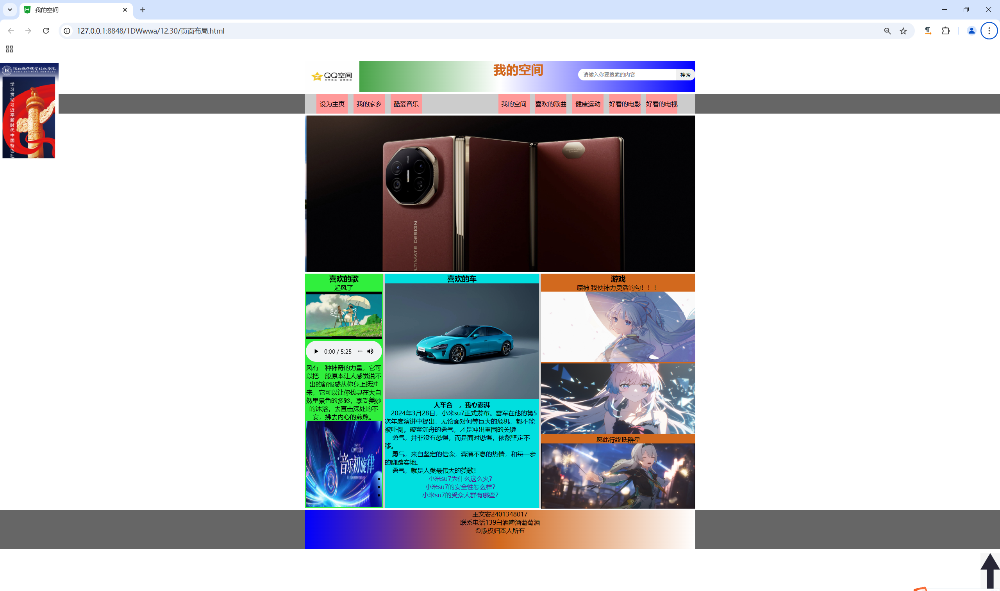 我的空间
127.0.0.1:8848/1DWwwa/12.30/页面布局.html
河北软件职业技术学院
HEBEI SOFTWARE INSTITUTE
学习贯彻习近平新时代中国特色社
QQ空间
分享生活 留住感动
我的空间
请输入你要搜索的内容 搜索
设为主页 我的家乡 酷爱音乐 我的空间 喜欢的歌曲 健康运动 好看的电影 好看的电视
ULTIMATE DESIGN
喜欢的歌
起风了
起风了
0:00 / 5:25
风有一种神奇的力量，它可
以把一股原本让人感觉说不
出的舒服感从你身上抚过
来，它可以让你找寻在大自
然里景色的多彩，享受美妙
的沐浴，去直击深处的不
安，拂去内心的煎熬。
CONCERT
音乐初旋律
喜欢的车
人车合一，我心澎湃
2024年3月28日，小米su7正式发布。雷军在他的第5
次年度演讲中提出，无论面对何等巨大的危机，都不能
被吓倒。破釜沉舟的勇气，才是冲出重围的关键
勇气，并非没有恐惧，而是面对恐惧，依然坚定不
移。
勇气，来自坚定的信念，奔涌不息的热情，和每一步
的脚踏实地。
勇气，就是人类最伟大的赞歌！
小米su7为什么这么火？
小米su7的安全性怎么样？
小米su7的受众人群有哪些？
游戏
原神 我使神力灵活的勾！！！
愿此行终抵群星
王文安2401348017
联系电话139白酒啤酒葡萄酒
©版权归本人所有